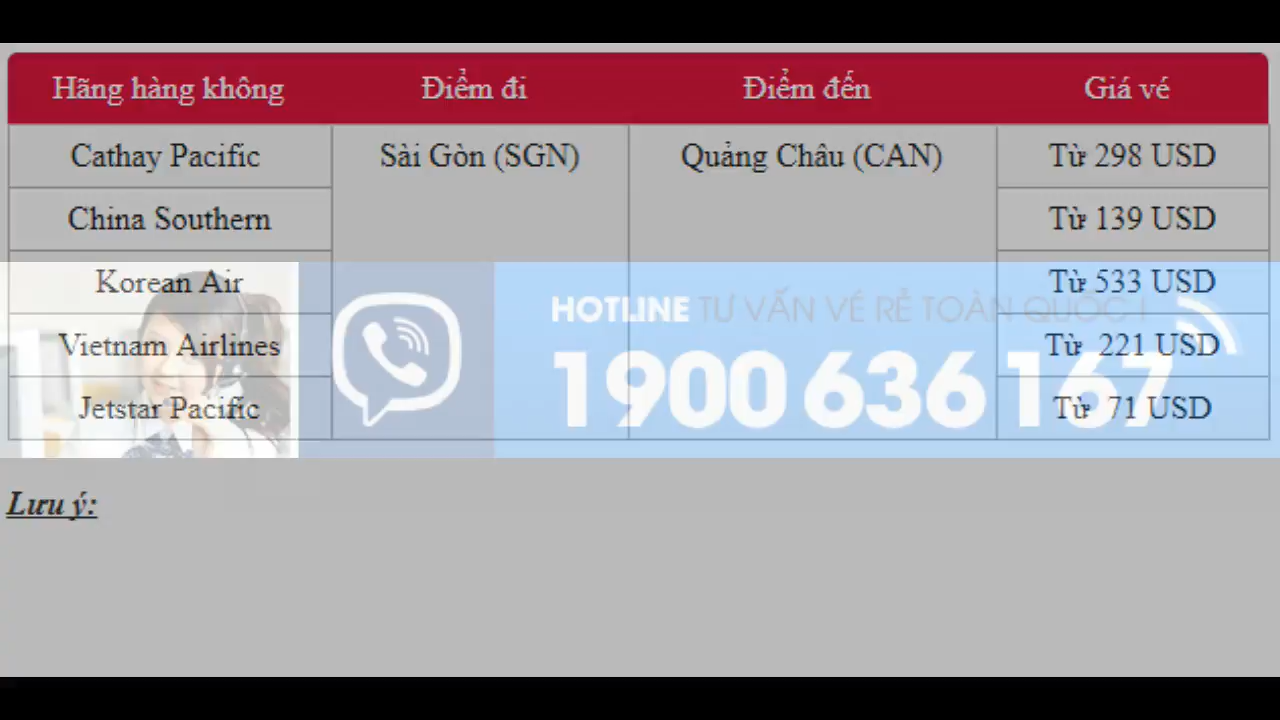 Hãng hàng không Điểm đi Điểm đến Giá vé
Cathay Pacific Sài Gòn (SGN) Quảng Châu (CAN) Từ 298 USD
China Southern Từ 139 USD
Korean Air Từ 533 USD
HOTLINE TƯ VẤN VÉ RẺ TOÀN QUỐC !
Vietnam Airlines Từ 221 USD
1900 636 167
Jetstar Pacific Từ 71 USD
Lưu ý: